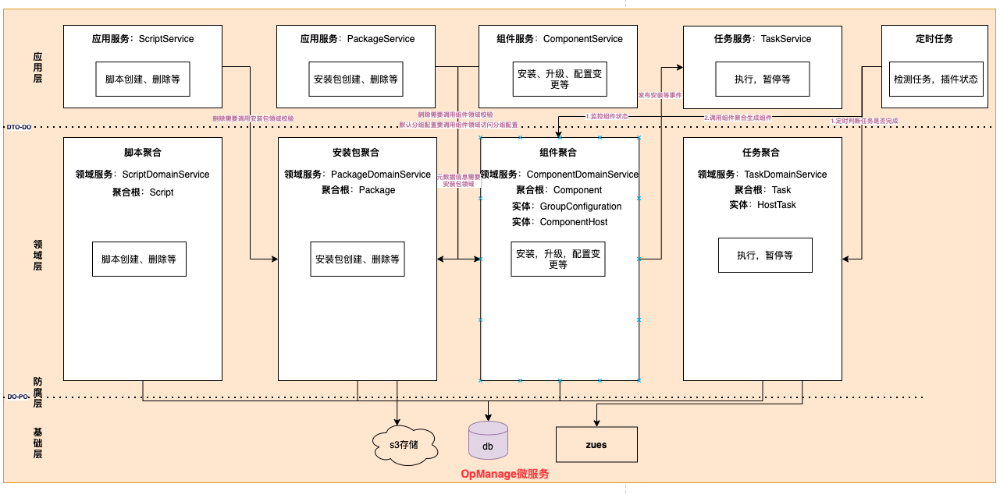 应用服务：ScriptService
脚本创建、删除等
应用服务：PackageService
安装包创建、删除等
组件服务：ComponentService
安装、升级、配置变
更等
任务服务：TaskService
执行，暂停等
定时任务
检测任务，插件状态
应用层
删除需要调用安装包领域校验
删除需要调用组件领域校验
默认分组配置要调用组件领域访问分组配置
发布安装等事件
1.监控组件状态
2.调用组件聚合生成组件
1.定时判断任务是否完成
DTO-DO
脚本聚合
领域服务：ScriptDomainService
聚合根：Script
脚本创建、删除等
安装包聚合
领域服务：PackageDomainService
聚合根：Package
安装包创建、删除等
元数据信息需要
安装包领域
组件聚合
领域服务：ComponentDomainService
聚合根：Component
实体：GroupConfiguration
实体：ComponentHost
安装，升级，配置变
更等
任务聚合
领域服务：TaskDomainService
聚合根：Task
实体：HostTask
执行，暂停等
领域层
防腐层
DO-PO
基础层
s3存储
db
zues
OpManage微服务